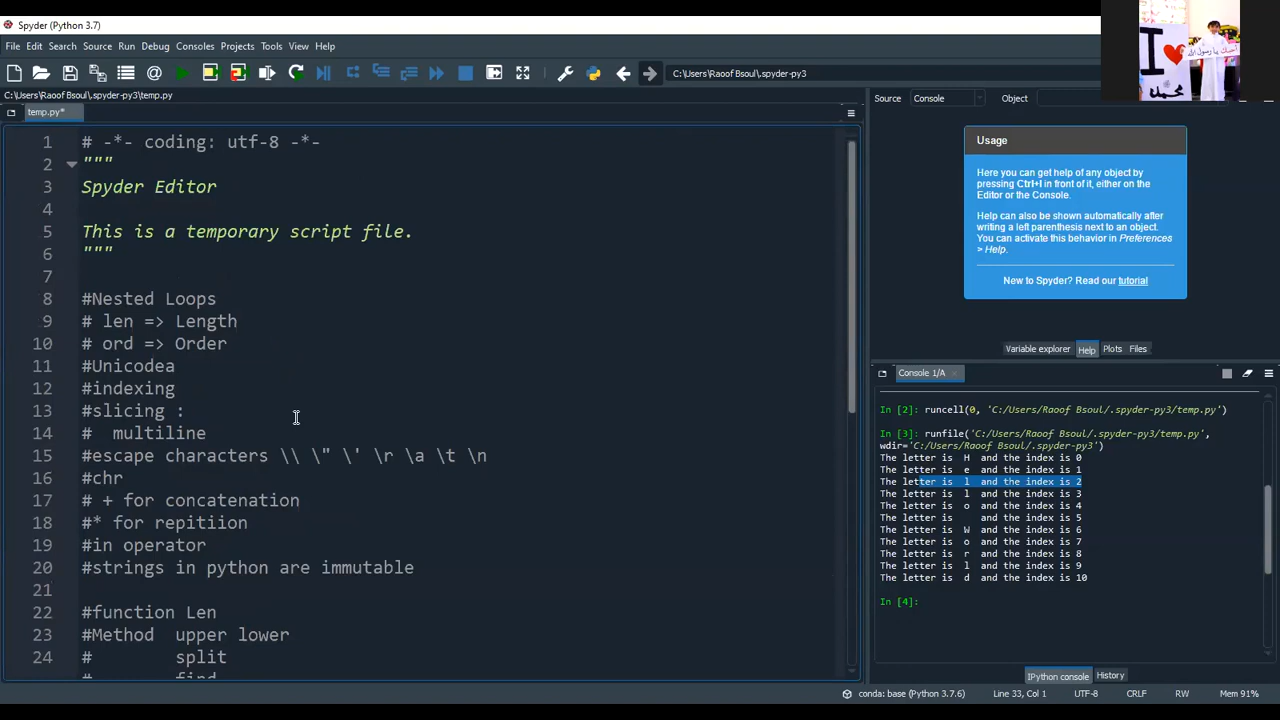 Spyder (Python 3.7)
File Edit Search Source Run Debug Consoles Projects Tools View Help
C:\Users\Raoof Bsoul\.spyder-py3
C:\Users\Raoof Bsoul\.spyder-py3\temp.py
temp.py*
1 # -*- coding: utf-8 -*-
2 """
3 Spyder Editor
4
5 This is a temporary script file.
6 """
7
8 #Nested Loops
9 # len => Length
10 # ord => Order
11 #Unicodea
12 #indexing
13 #slicing :
14 #  multiline
15 #escape characters \\ \" \' \r \a \t \n
16 #chr
17 # + for concatenation
18 #* for repitiion
19 #in operator
20 #strings in python are immutable
21
22 #function Len
23 #Method  upper lower
24 #        split
#        find
Source Console Object
Usage
Here you can get help of any object by
pressing Ctrl+I in front of it, either on the
Editor or the Console.
Help can also be shown automatically after
writing a left parenthesis next to an object.
You can activate this behavior in Preferences
> Help.
New to Spyder? Read our tutorial
Variable explorer Help Plots Files
Console 1/A
In [2]: runcell(0, 'C:/Users/Raoof Bsoul/.spyder-py3/temp.py')
In [3]: runfile('C:/Users/Raoof Bsoul/.spyder-py3/temp.py',
wdir='C:/Users/Raoof Bsoul/.spyder-py3')
The letter is  H  and the index is 0
The letter is  e  and the index is 1
The letter is  l  and the index is 2
The letter is  l  and the index is 3
The letter is  o  and the index is 4
The letter is     and the index is 5
The letter is  W  and the index is 6
The letter is  o  and the index is 7
The letter is  r  and the index is 8
The letter is  l  and the index is 9
The letter is  d  and the index is 10
In [4]:
IPython console History
conda: base (Python 3.7.6) Line 33, Col 1 UTF-8 CRLF RW Mem 91%
I
محمد
أحبك يا رسول الله